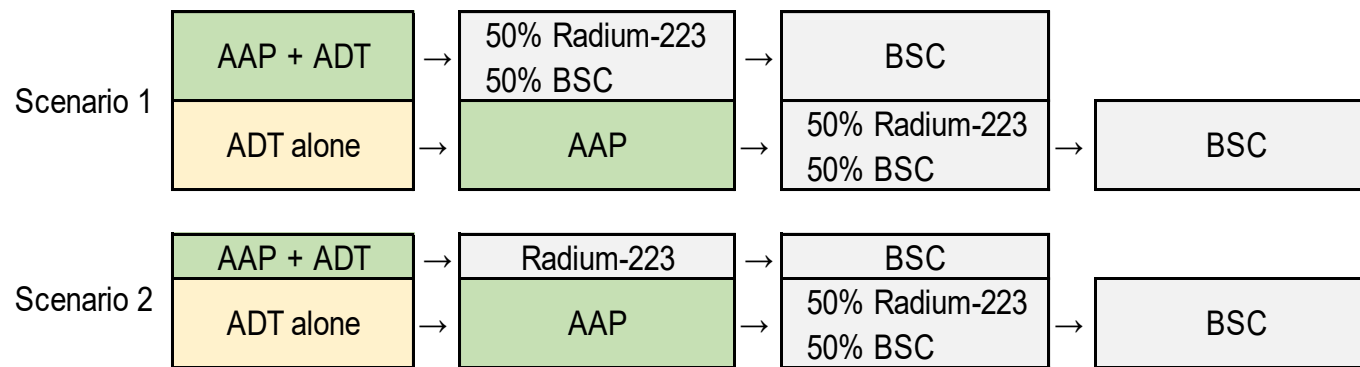 Scenario 1
AAP + ADT
→
50% Radium-223
50% BSC
→
BSC
ADT alone
→
AAP
→
50% Radium-223
50% BSC
→
BSC
Scenario 2
AAP + ADT
→
Radium-223
→
BSC
ADT alone
→
AAP
→
50% Radium-223
50% BSC
→
BSC